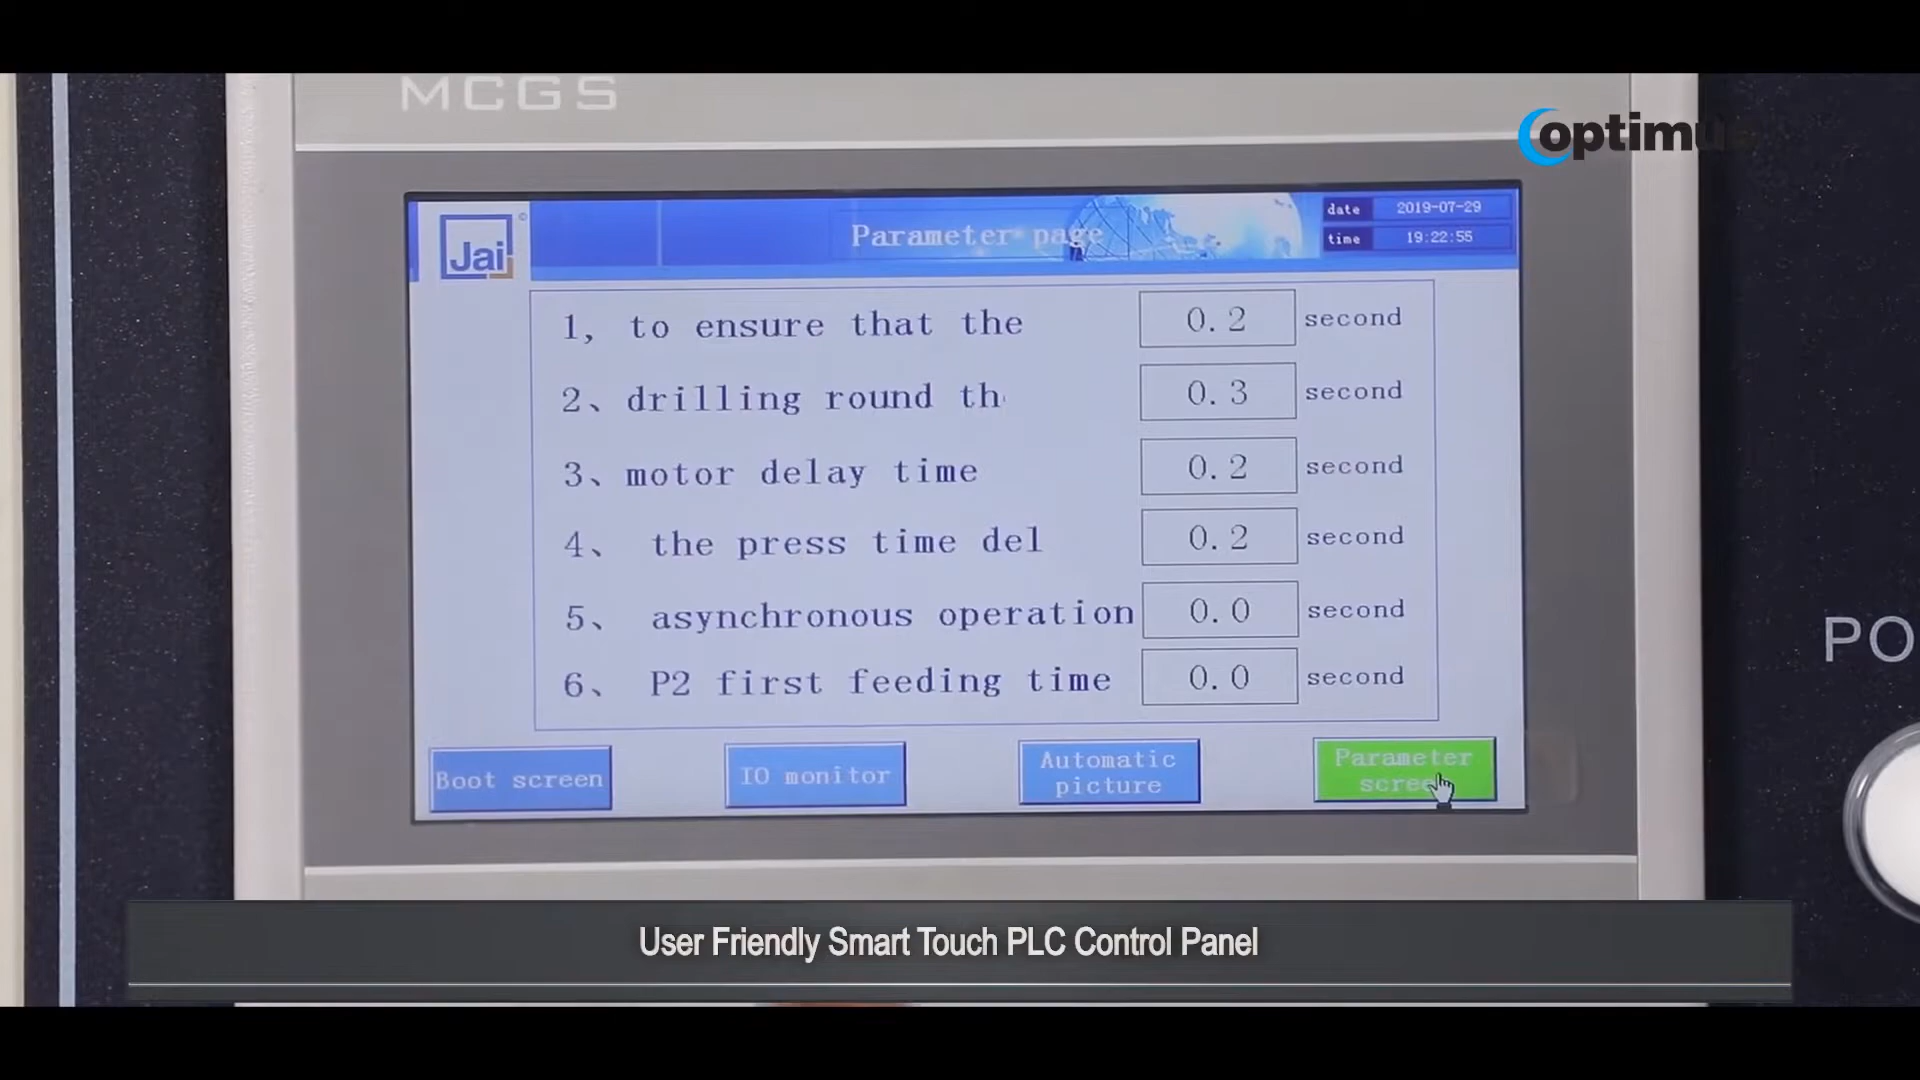 MCGS
optimu
Jai
Parameter page
date 2019-07-29
time 19:22:55
1, to ensure that the 0.2 second
2、drilling round th 0.3 second
3、motor delay time 0.2 second
4、 the press time del 0.2 second
5、 asynchronous operation 0.0 second
6、 P2 first feeding time 0.0 second
Boot screen
IO monitor
Automatic
picture
Parameter
scree
PO
User Friendly Smart Touch PLC Control Panel